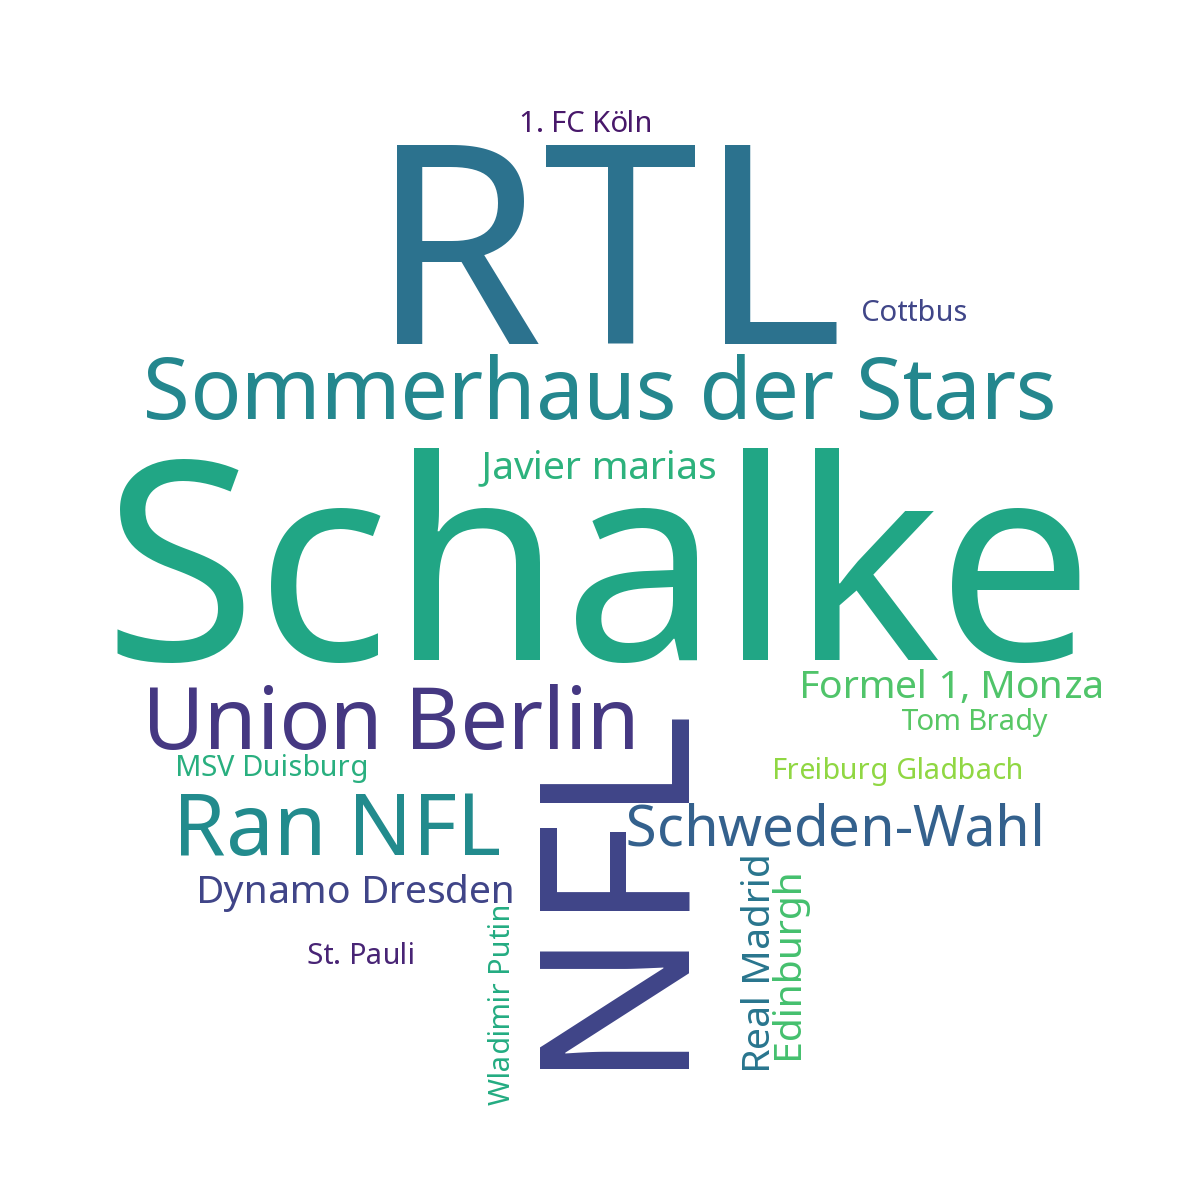 1. FC Köln
RTL
Cottbus
Sommerhaus der Stars
Javier marias
Schalke
Formel 1, Monza
Union Berlin
Tom Brady
MSV Duisburg
Freiburg Gladbach
Ran NFL
NFL
Schweden-Wahl
Dynamo Dresden
Real Madrid
Edinburgh
St. Pauli
Wladimir Putin